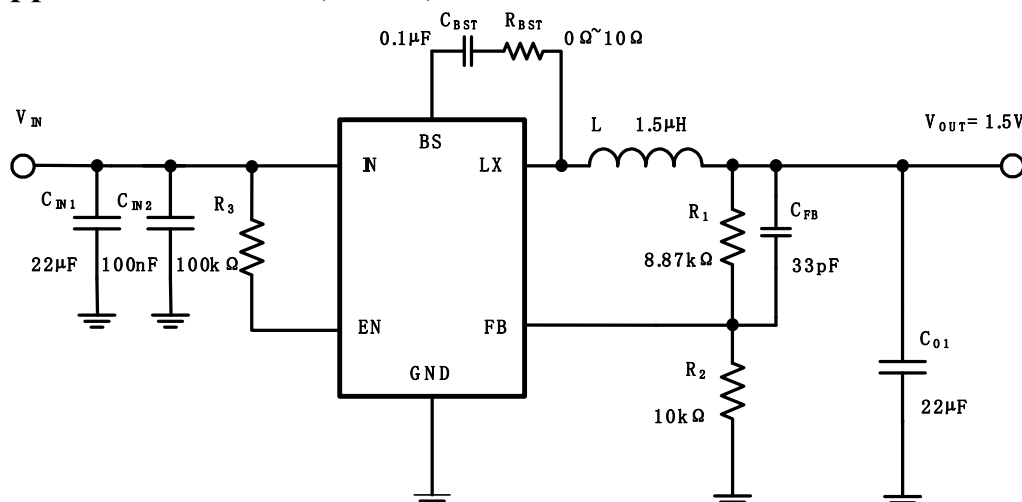 C_BST R_BST
0.1μF 0Ω~10Ω
V_IN
BS
L 1.5μH
V_OUT= 1.5V
IN LX
C_IN1 C_IN2 R_3
22μF 100nF 100kΩ
R_1 C_FB
8.87kΩ 33pF
EN FB
C_O1
GND
R_2
10kΩ 22μF